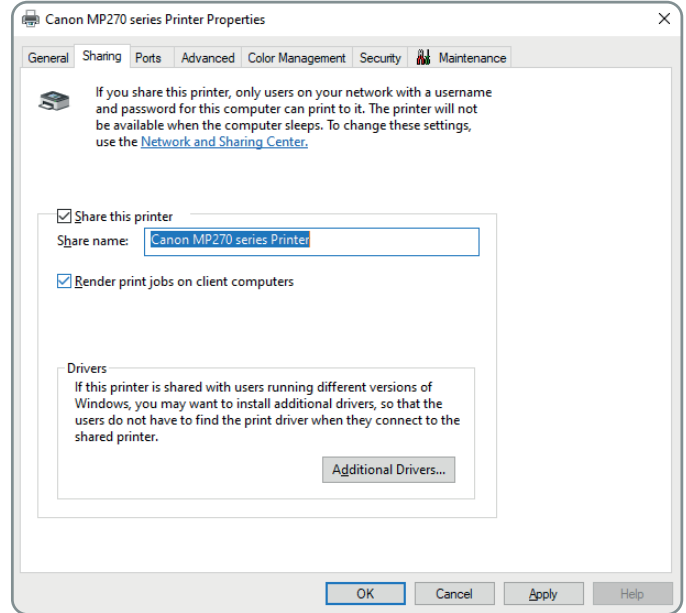 Canon MP270 series Printer Properties
General Sharing Ports Advanced Color Management Security Maintenance
If you share this printer, only users on your network with a username
and password for this computer can print to it. The printer will not
be available when the computer sleeps. To change these settings,
use the Network and Sharing Center.
Share this printer
Share name: Canon MP270 series Printer
Render print jobs on client computers
Drivers
If this printer is shared with users running different versions of
Windows, you may want to install additional drivers, so that the
users do not have to find the print driver when they connect to the
shared printer.
Additional Drivers...
OK Cancel Apply Help